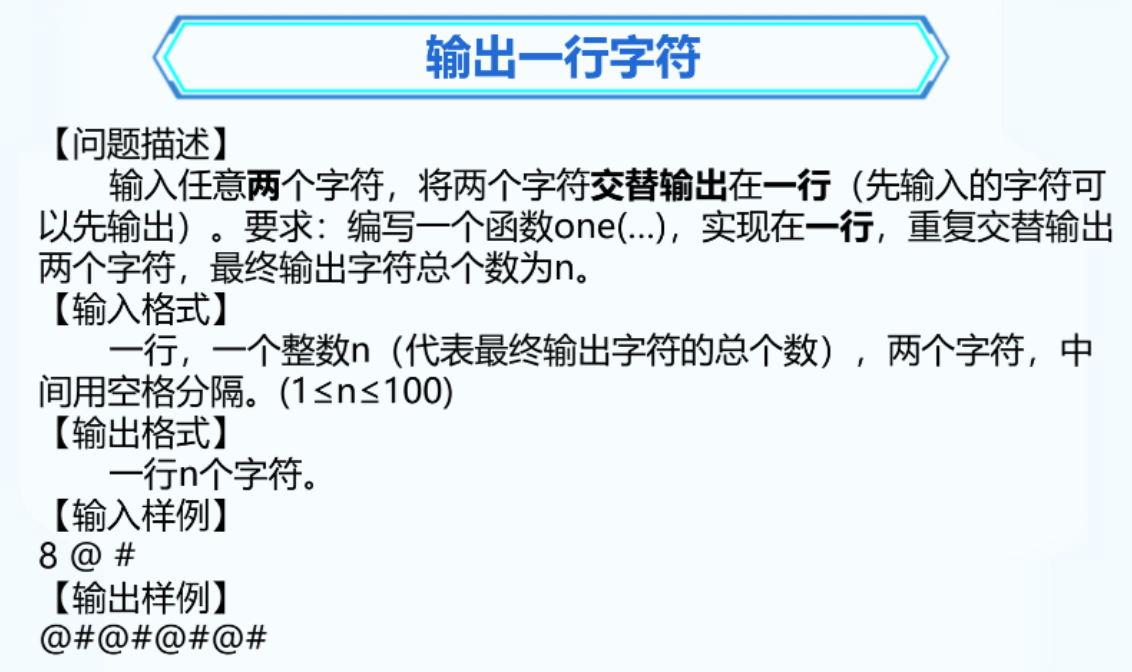 输出一行字符
【问题描述】
输入任意两个字符，将两个字符交替输出在一行（先输入的字符可
以先输出）。要求：编写一个函数one(...)，实现在一行，重复交替输出
两个字符，最终输出字符总个数为n。
【输入格式】
一行，一个整数n（代表最终输出字符的总个数），两个字符，中
间用空格分隔。(1≤n≤100)
【输出格式】
一行n个字符。
【输入样例】
8 @ #
【输出样例】
@#@#@#@#